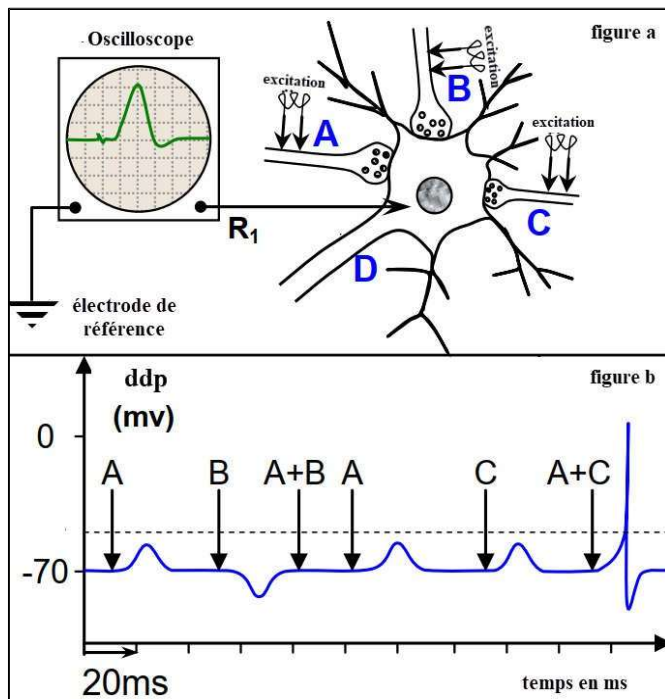 Oscilloscope
figure a
excitation
excitation
B
A
excitation
R1
C
D
électrode de
référence
ddp
(mv)
figure b
0
A
B
A+B
A
C
A+C
-70
20ms
temps en ms